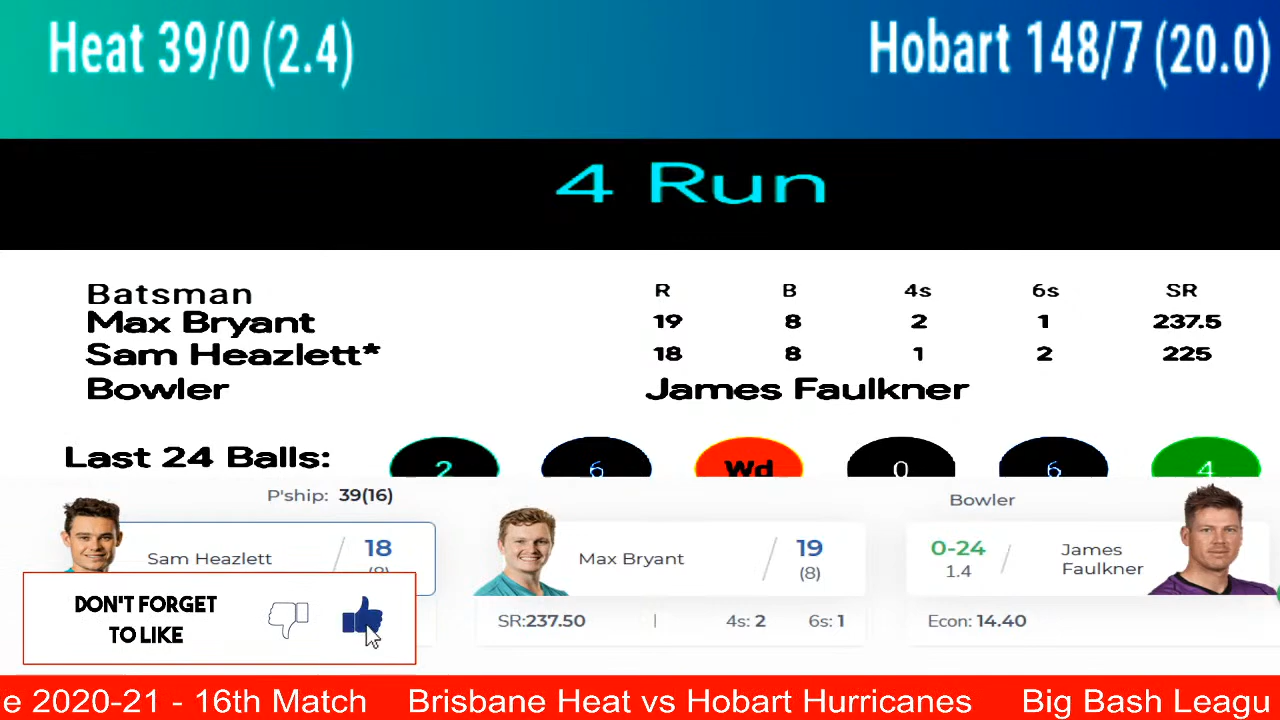 Heat 39/0 (2.4) Hobart 148/7 (20.0)
4 Run
Batsman R B 4s 6s SR
Max Bryant 19 8 2 1 237.5
Sam Heazlett* 18 8 1 2 225
Bowler James Faulkner
Last 24 Balls: 2 6 Wd 0 6 4
P'ship: 39(16) Bowler
Sam Heazlett 18 (8) Max Bryant 19 (8) 0-24 1.4 James Faulkner
DON'T FORGET
TO LIKE
SR:237.50 | 4s: 2 6s: 1 Econ: 14.40
e 2020-21 - 16th Match Brisbane Heat vs Hobart Hurricanes Big Bash Leagu